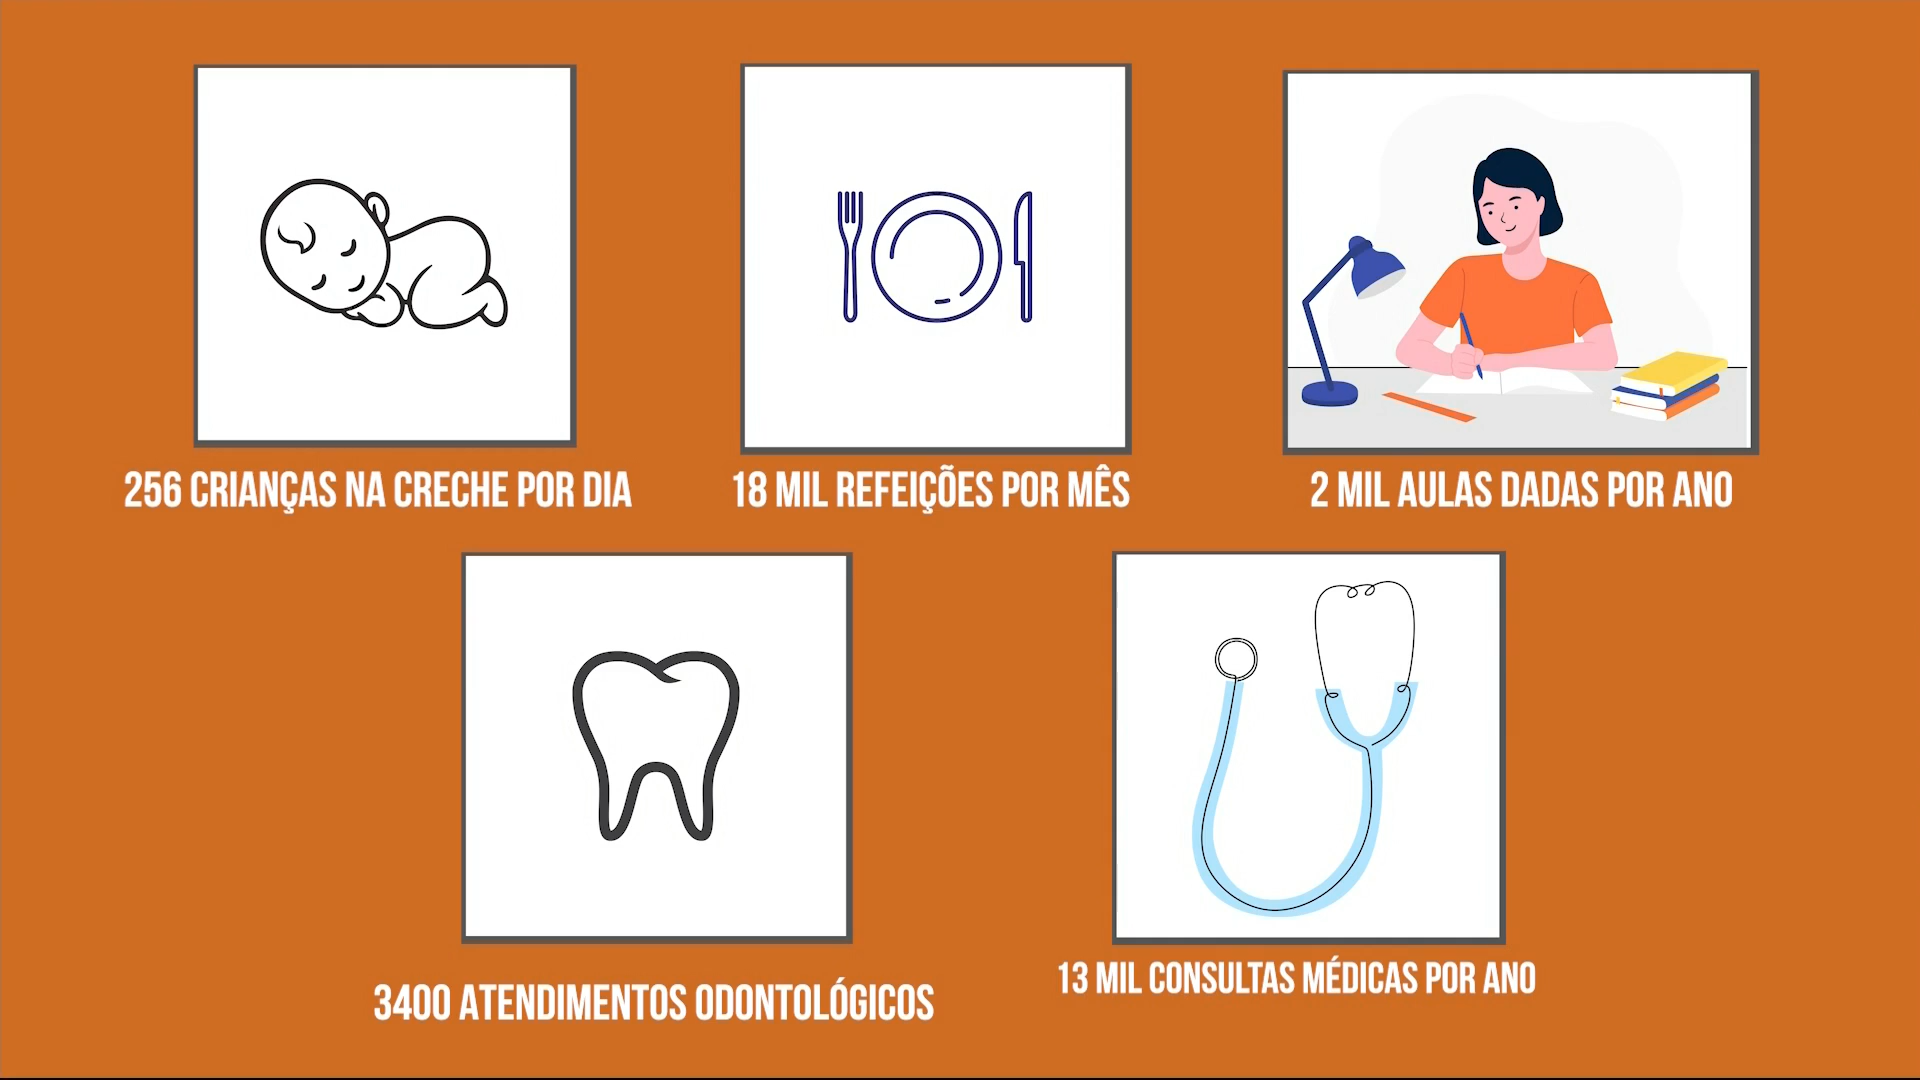 256 CRIANÇAS NA CRECHE POR DIA
18 MIL REFEIÇÕES POR MÊS
2 MIL AULAS DADAS POR ANO
3400 ATENDIMENTOS ODONTOLÓGICOS
13 MIL CONSULTAS MÉDICAS POR ANO